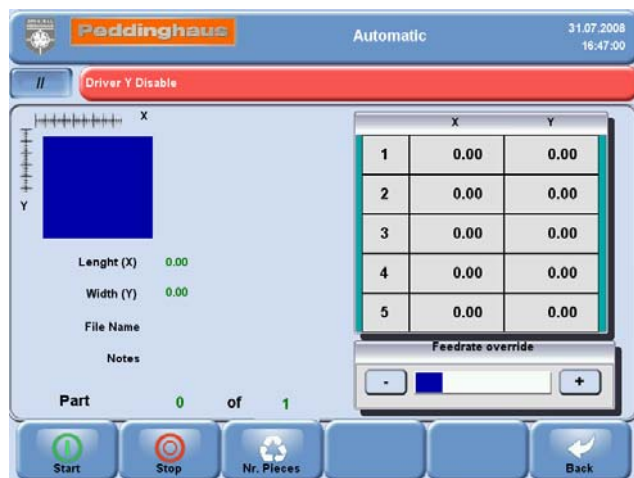 Peddinghaus
Automatic
31.07.2008
16:47:00
//
Driver Y Disable
X
Y
Lenght (X) 0.00
Width (Y) 0.00
File Name
Notes
Part 0 of 1
X Y
1 0.00 0.00
2 0.00 0.00
3 0.00 0.00
4 0.00 0.00
5 0.00 0.00
Feedrate override
- +
Start
Stop
Nr. Pieces
Back